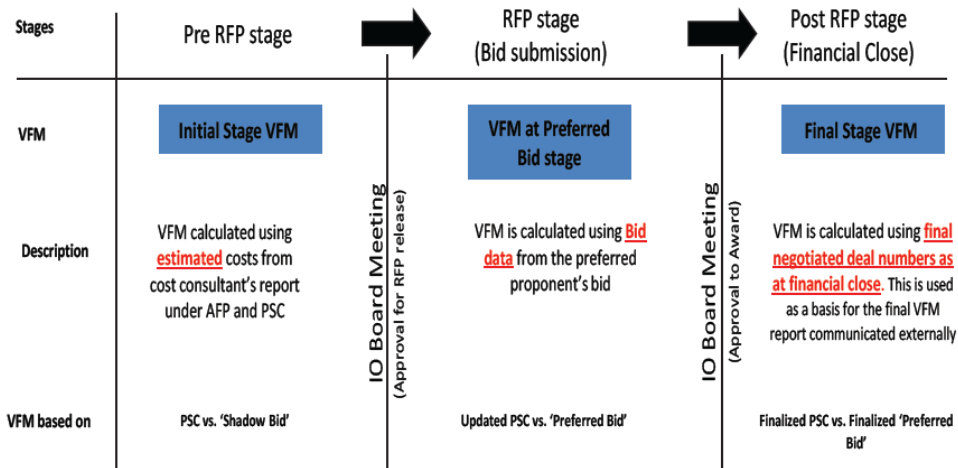 Stages
Pre RFP stage
RFP stage
(Bid submission)
Post RFP stage
(Financial Close)
VFM
Initial Stage VFM
VFM at Preferred
Bid stage
Final Stage VFM
Description
VFM calculated using
estimated costs from
cost consultant's report
under AFP and PSC
IO Board Meeting
(Approval for RFP release)
VFM is calculated using Bid
data from the preferred
proponent's bid
IO Board Meeting
(Approval to Award)
VFM is calculated using final
negotiated deal numbers as
at financial close. This is used
as a basis for the final VFM
report communicated externally
VFM based on
PSC vs. 'Shadow Bid'
Updated PSC vs. 'Preferred Bid'
Finalized PSC vs. Finalized 'Preferred
Bid'